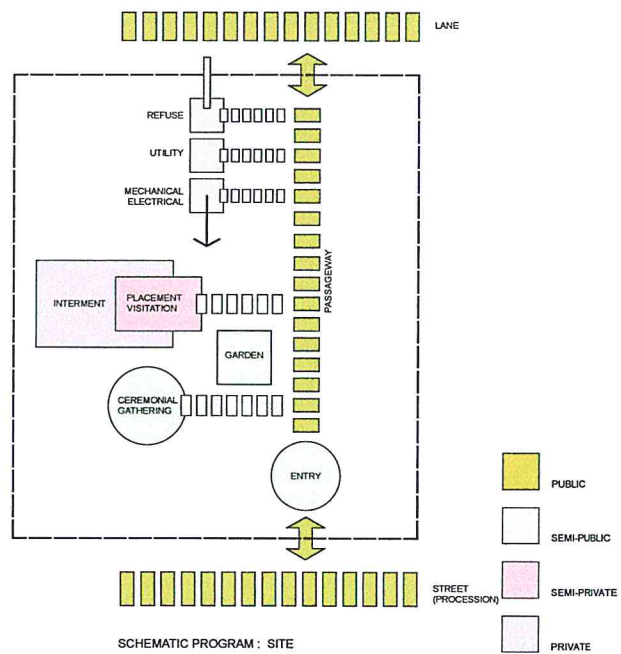 LANE
REFUSE
UTILITY
MECHANICAL
ELECTRICAL
PASSAGEWAY
INTERMENT
PLACEMENT
VISITATION
GARDEN
CEREMONIAL
GATHERING
ENTRY
PUBLIC
SEMI-PUBLIC
STREET
(PROCESSION)
SEMI-PRIVATE
PRIVATE
SCHEMATIC PROGRAM : SITE